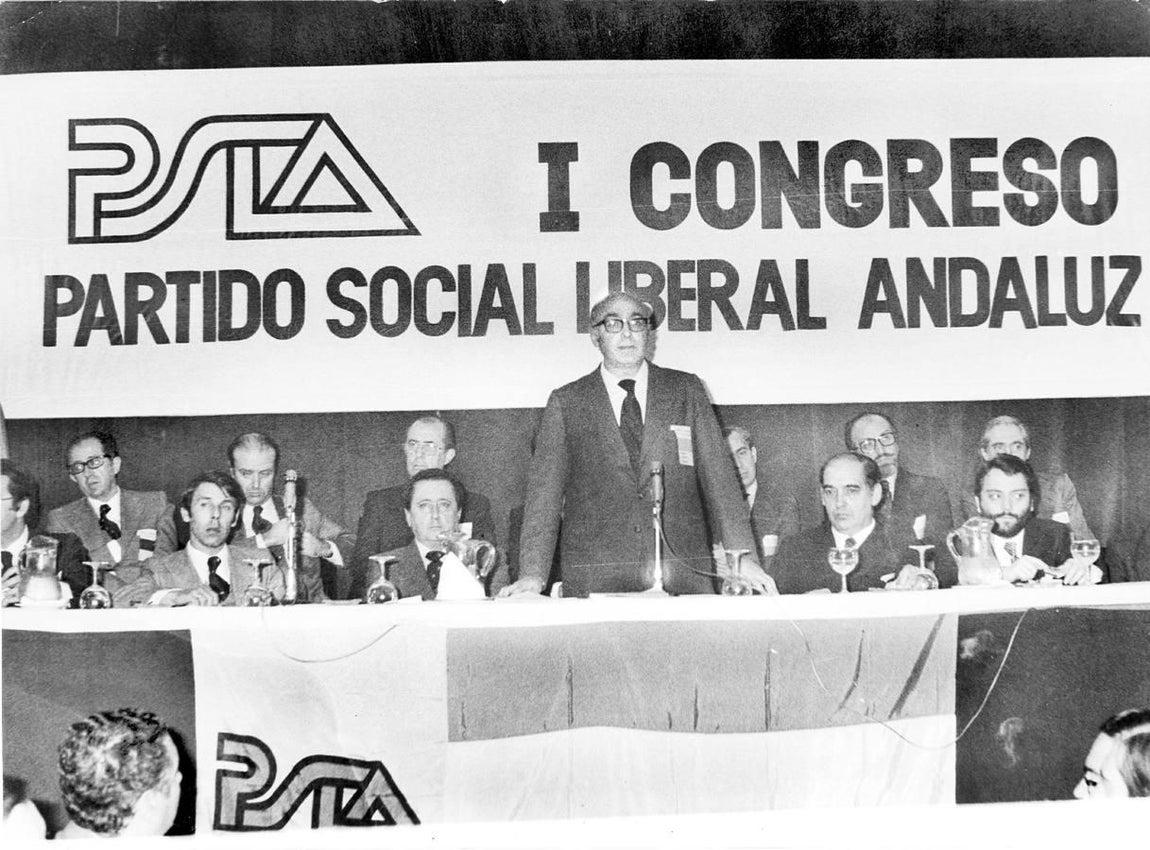 PSLA I CONGRESO
PARTIDO SOCIAL LIBERAL ANDALUZ
PSLA